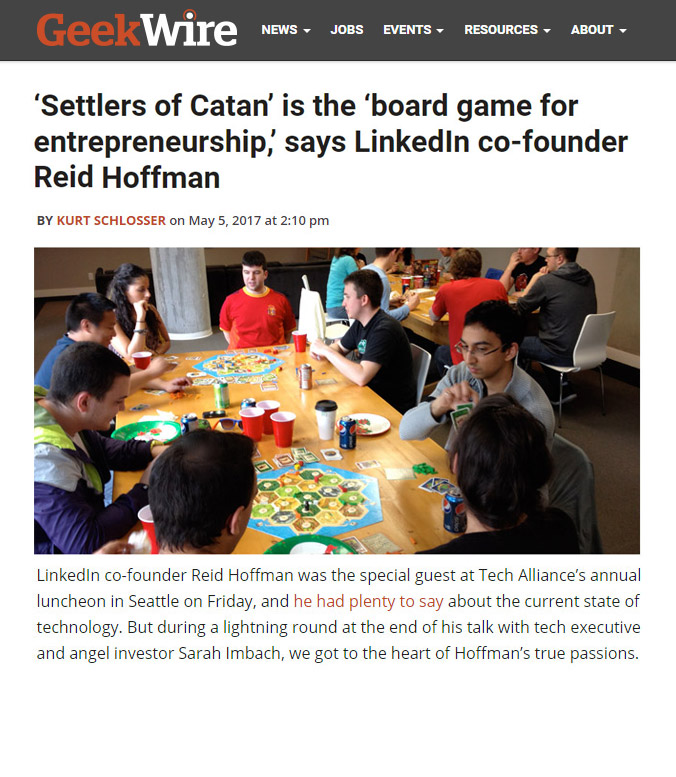 GeekWire
NEWS JOBS EVENTS RESOURCES ABOUT
‘Settlers of Catan’ is the ‘board game for
entrepreneurship,’ says LinkedIn co-founder
Reid Hoffman
BY KURT SCHLOSSER on May 5, 2017 at 2:10 pm
LinkedIn co-founder Reid Hoffman was the special guest at Tech Alliance’s annual
luncheon in Seattle on Friday, and he had plenty to say about the current state of
technology. But during a lightning round at the end of his talk with tech executive
and angel investor Sarah Imbach, we got to the heart of Hoffman’s true passions.